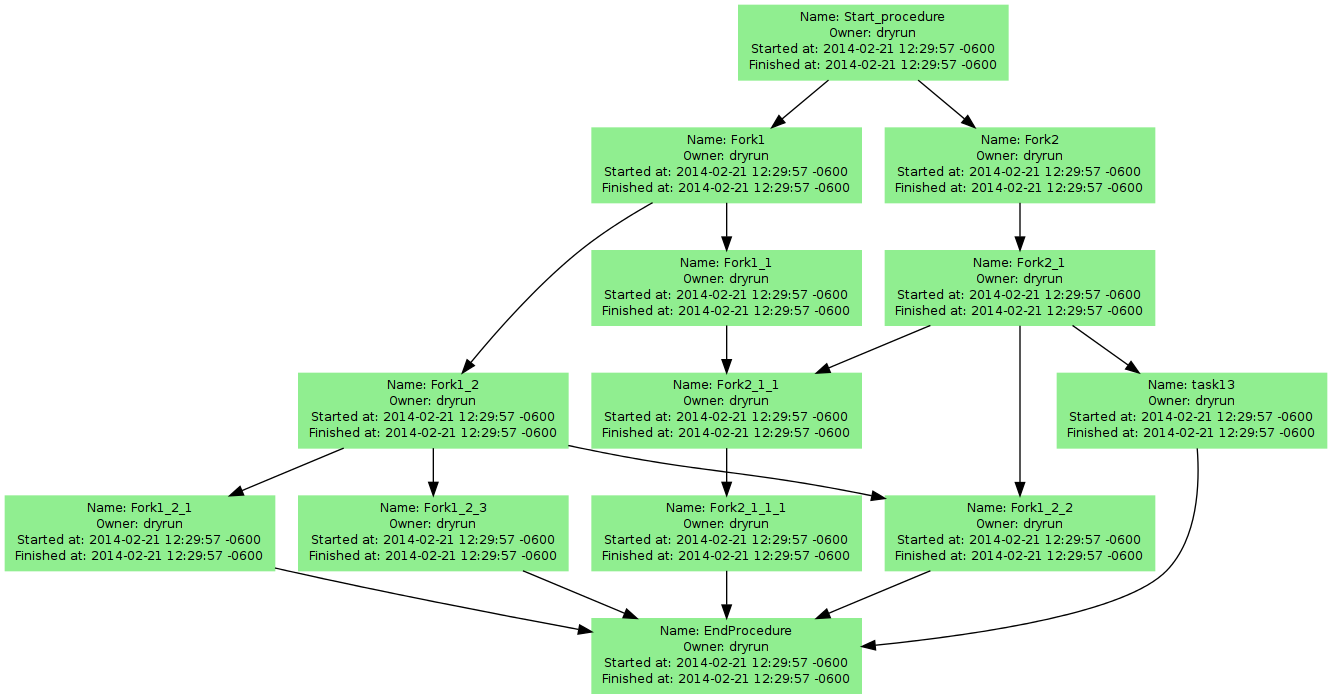 Name: Start_procedure
Owner: dryrun
Started at: 2014-02-21 12:29:57 -0600
Finished at: 2014-02-21 12:29:57 -0600
Name: Fork1
Owner: dryrun
Started at: 2014-02-21 12:29:57 -0600
Finished at: 2014-02-21 12:29:57 -0600
Name: Fork2
Owner: dryrun
Started at: 2014-02-21 12:29:57 -0600
Finished at: 2014-02-21 12:29:57 -0600
Name: Fork1_1
Owner: dryrun
Started at: 2014-02-21 12:29:57 -0600
Finished at: 2014-02-21 12:29:57 -0600
Name: Fork2_1
Owner: dryrun
Started at: 2014-02-21 12:29:57 -0600
Finished at: 2014-02-21 12:29:57 -0600
Name: Fork1_2
Owner: dryrun
Started at: 2014-02-21 12:29:57 -0600
Finished at: 2014-02-21 12:29:57 -0600
Name: Fork2_1_1
Owner: dryrun
Started at: 2014-02-21 12:29:57 -0600
Finished at: 2014-02-21 12:29:57 -0600
Name: task13
Owner: dryrun
Started at: 2014-02-21 12:29:57 -0600
Finished at: 2014-02-21 12:29:57 -0600
Name: Fork1_2_1
Owner: dryrun
Started at: 2014-02-21 12:29:57 -0600
Finished at: 2014-02-21 12:29:57 -0600
Name: Fork1_2_3
Owner: dryrun
Started at: 2014-02-21 12:29:57 -0600
Finished at: 2014-02-21 12:29:57 -0600
Name: Fork2_1_1_1
Owner: dryrun
Started at: 2014-02-21 12:29:57 -0600
Finished at: 2014-02-21 12:29:57 -0600
Name: Fork1_2_2
Owner: dryrun
Started at: 2014-02-21 12:29:57 -0600
Finished at: 2014-02-21 12:29:57 -0600
Name: EndProcedure
Owner: dryrun
Started at: 2014-02-21 12:29:57 -0600
Finished at: 2014-02-21 12:29:57 -0600